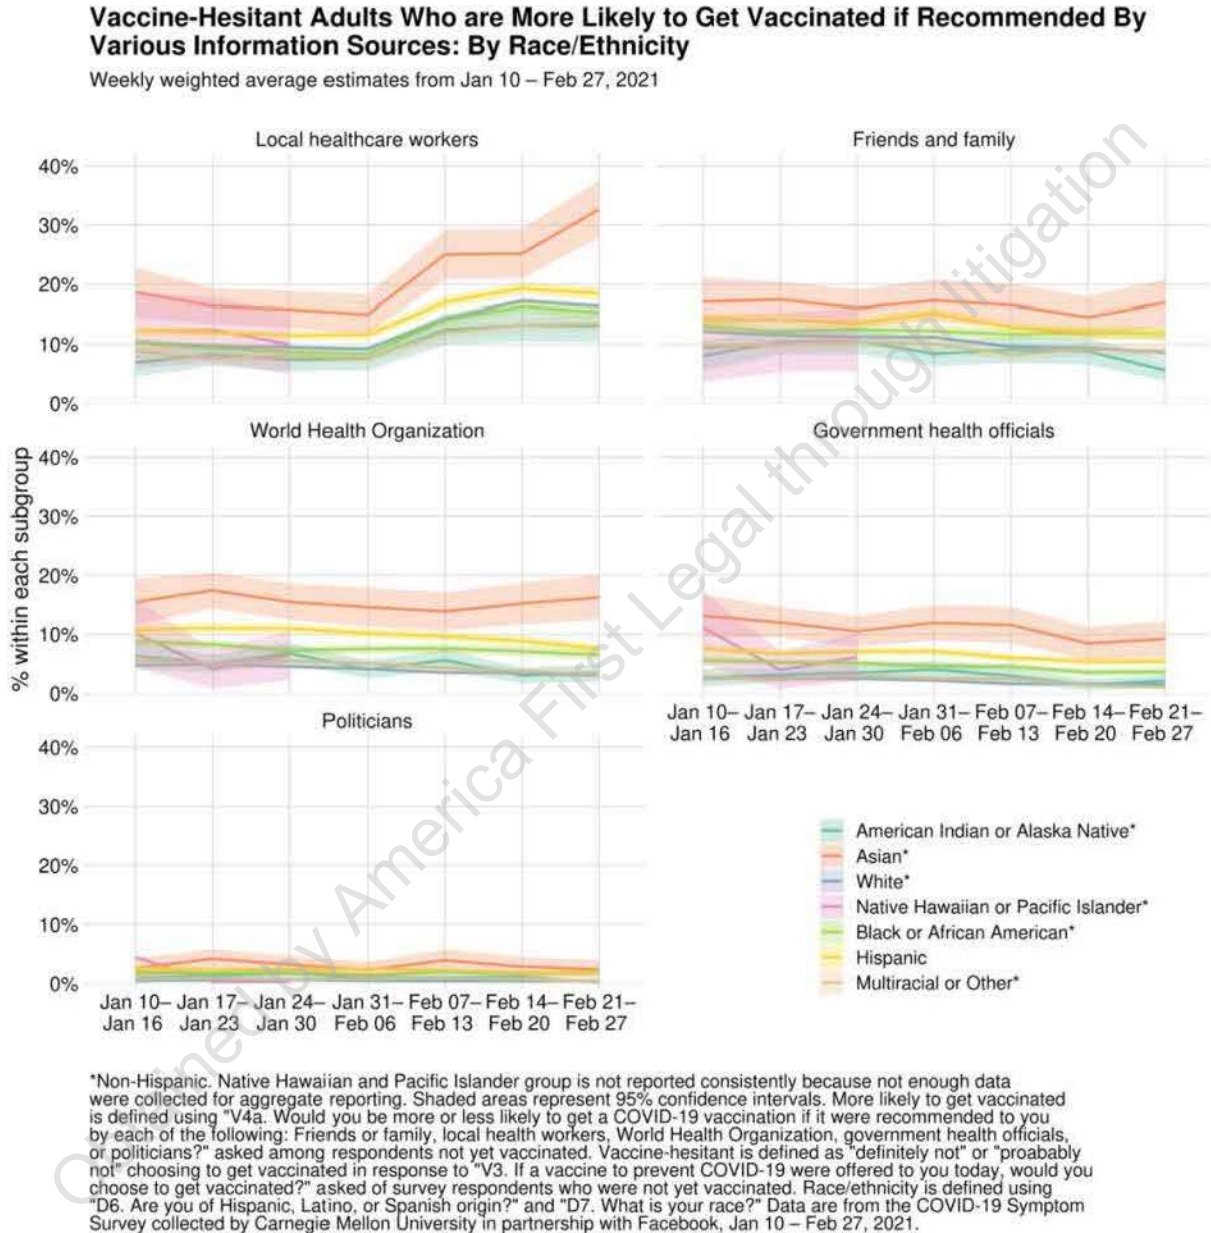 Vaccine-Hesitant Adults Who are More Likely to Get Vaccinated if Recommended By
Various Information Sources: By Race/Ethnicity
Weekly weighted average estimates from Jan 10 – Feb 27, 2021
Local healthcare workers
Friends and family
40%
30%
20%
10%
0%
World Health Organization
Government health officials
% within each subgroup
40%
30%
20%
10%
0%
Jan 10– Jan 17– Jan 24– Jan 31– Feb 07– Feb 14– Feb 21–
Jan 16 Jan 23 Jan 30 Feb 06 Feb 13 Feb 20 Feb 27
Politicians
40%
30%
20%
10%
0%
Jan 10– Jan 17– Jan 24– Jan 31– Feb 07– Feb 14– Feb 21–
Jan 16 Jan 23 Jan 30 Feb 06 Feb 13 Feb 20 Feb 27
American Indian or Alaska Native*
Asian*
White*
Native Hawaiian or Pacific Islander*
Black or African American*
Hispanic
Multiracial or Other*
*Non-Hispanic. Native Hawaiian and Pacific Islander group is not reported consistently because not enough data
were collected for aggregate reporting. Shaded areas represent 95% confidence intervals. More likely to get vaccinated
is defined using "V4a. Would you be more or less likely to get a COVID-19 vaccination if it were recommended to you
by each of the following: Friends or family, local health workers, World Health Organization, government health officials,
or politicians?" asked among respondents not yet vaccinated. Vaccine-hesitant is defined as "definitely not" or "proabably
not" choosing to get vaccinated in response to "V3. If a vaccine to prevent COVID-19 were offered to you today, would you
choose to get vaccinated?" asked of survey respondents who were not yet vaccinated. Race/ethnicity is defined using
"D6. Are you of Hispanic, Latino, or Spanish origin?" and "D7. What is your race?" Data are from the COVID-19 Symptom
Survey collected by Carnegie Mellon University in partnership with Facebook, Jan 10 – Feb 27, 2021.
Obtained by America First Legal through litigation